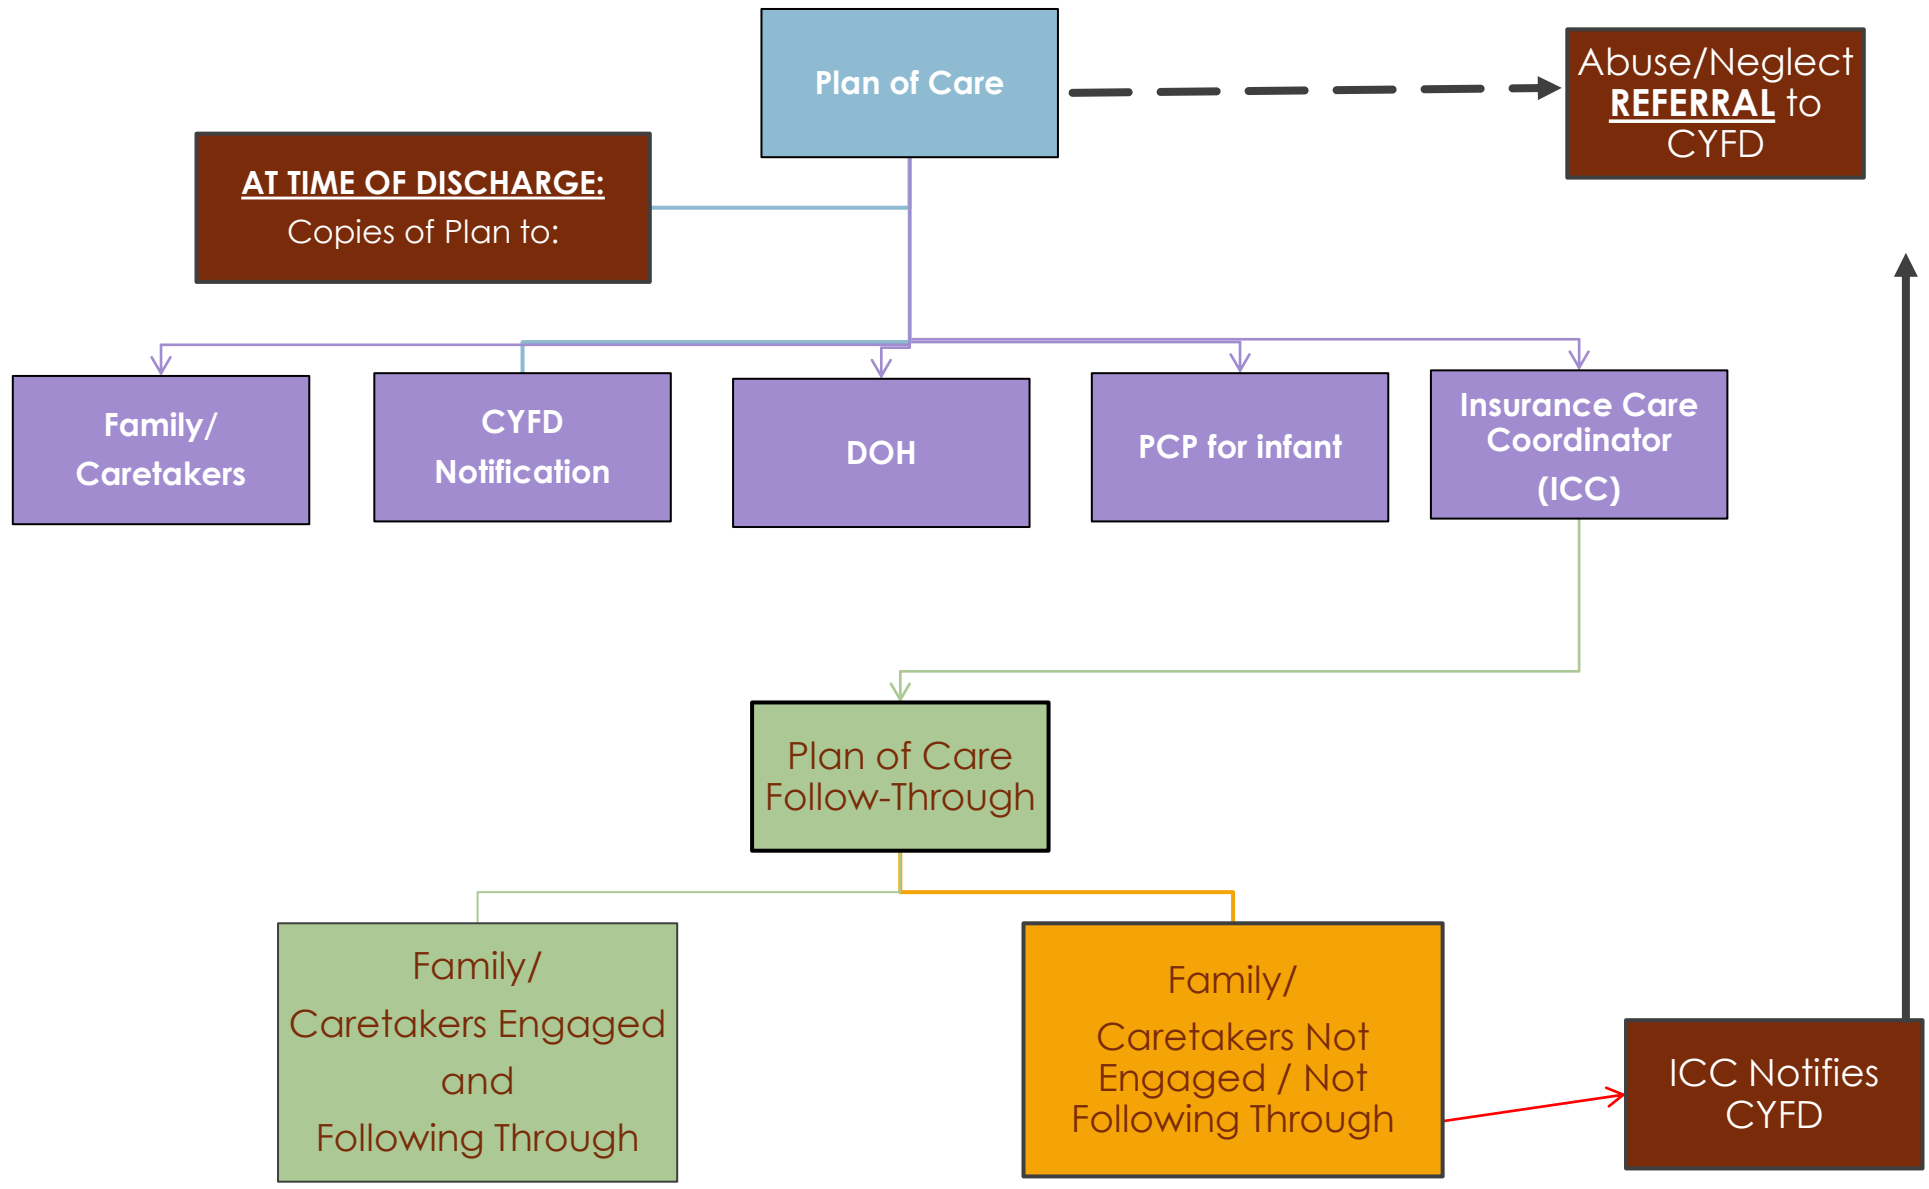 Plan of Care
Abuse/Neglect
REFERRAL to
CYFD
AT TIME OF DISCHARGE:
Copies of Plan to:
Family/
Caretakers
CYFD
Notification
DOH
PCP for infant
Insurance Care
Coordinator
(ICC)
Plan of Care
Follow-Through
Family/
Caretakers Engaged
and
Following Through
Family/
Caretakers Not
Engaged / Not
Following Through
ICC Notifies
CYFD